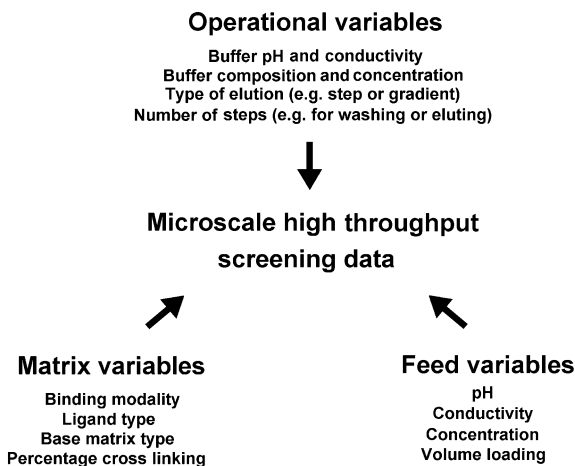 Operational variables
Buffer pH and conductivity
Buffer composition and concentration
Type of elution (e.g. step or gradient)
Number of steps (e.g. for washing or eluting)
Microscale high throughput
screening data
Matrix variables
Binding modality
Ligand type
Base matrix type
Percentage cross linking
Feed variables
pH
Conductivity
Concentration
Volume loading